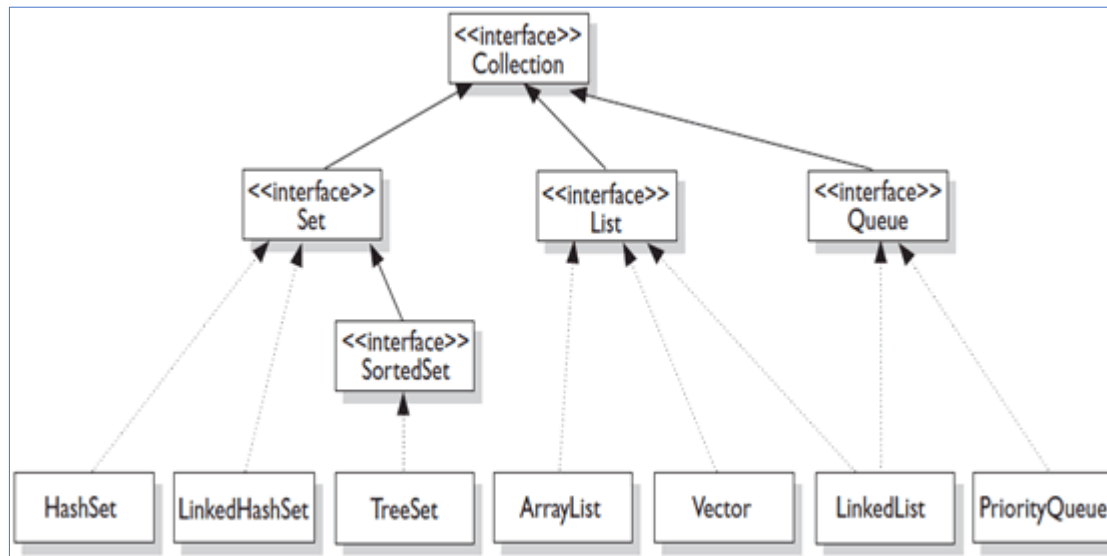 <<interface>>
Collection
<<interface>>
Set
<<interface>>
List
<<interface>>
Queue
<<interface>>
SortedSet
HashSet
LinkedHashSet
TreeSet
ArrayList
Vector
LinkedList
PriorityQueue